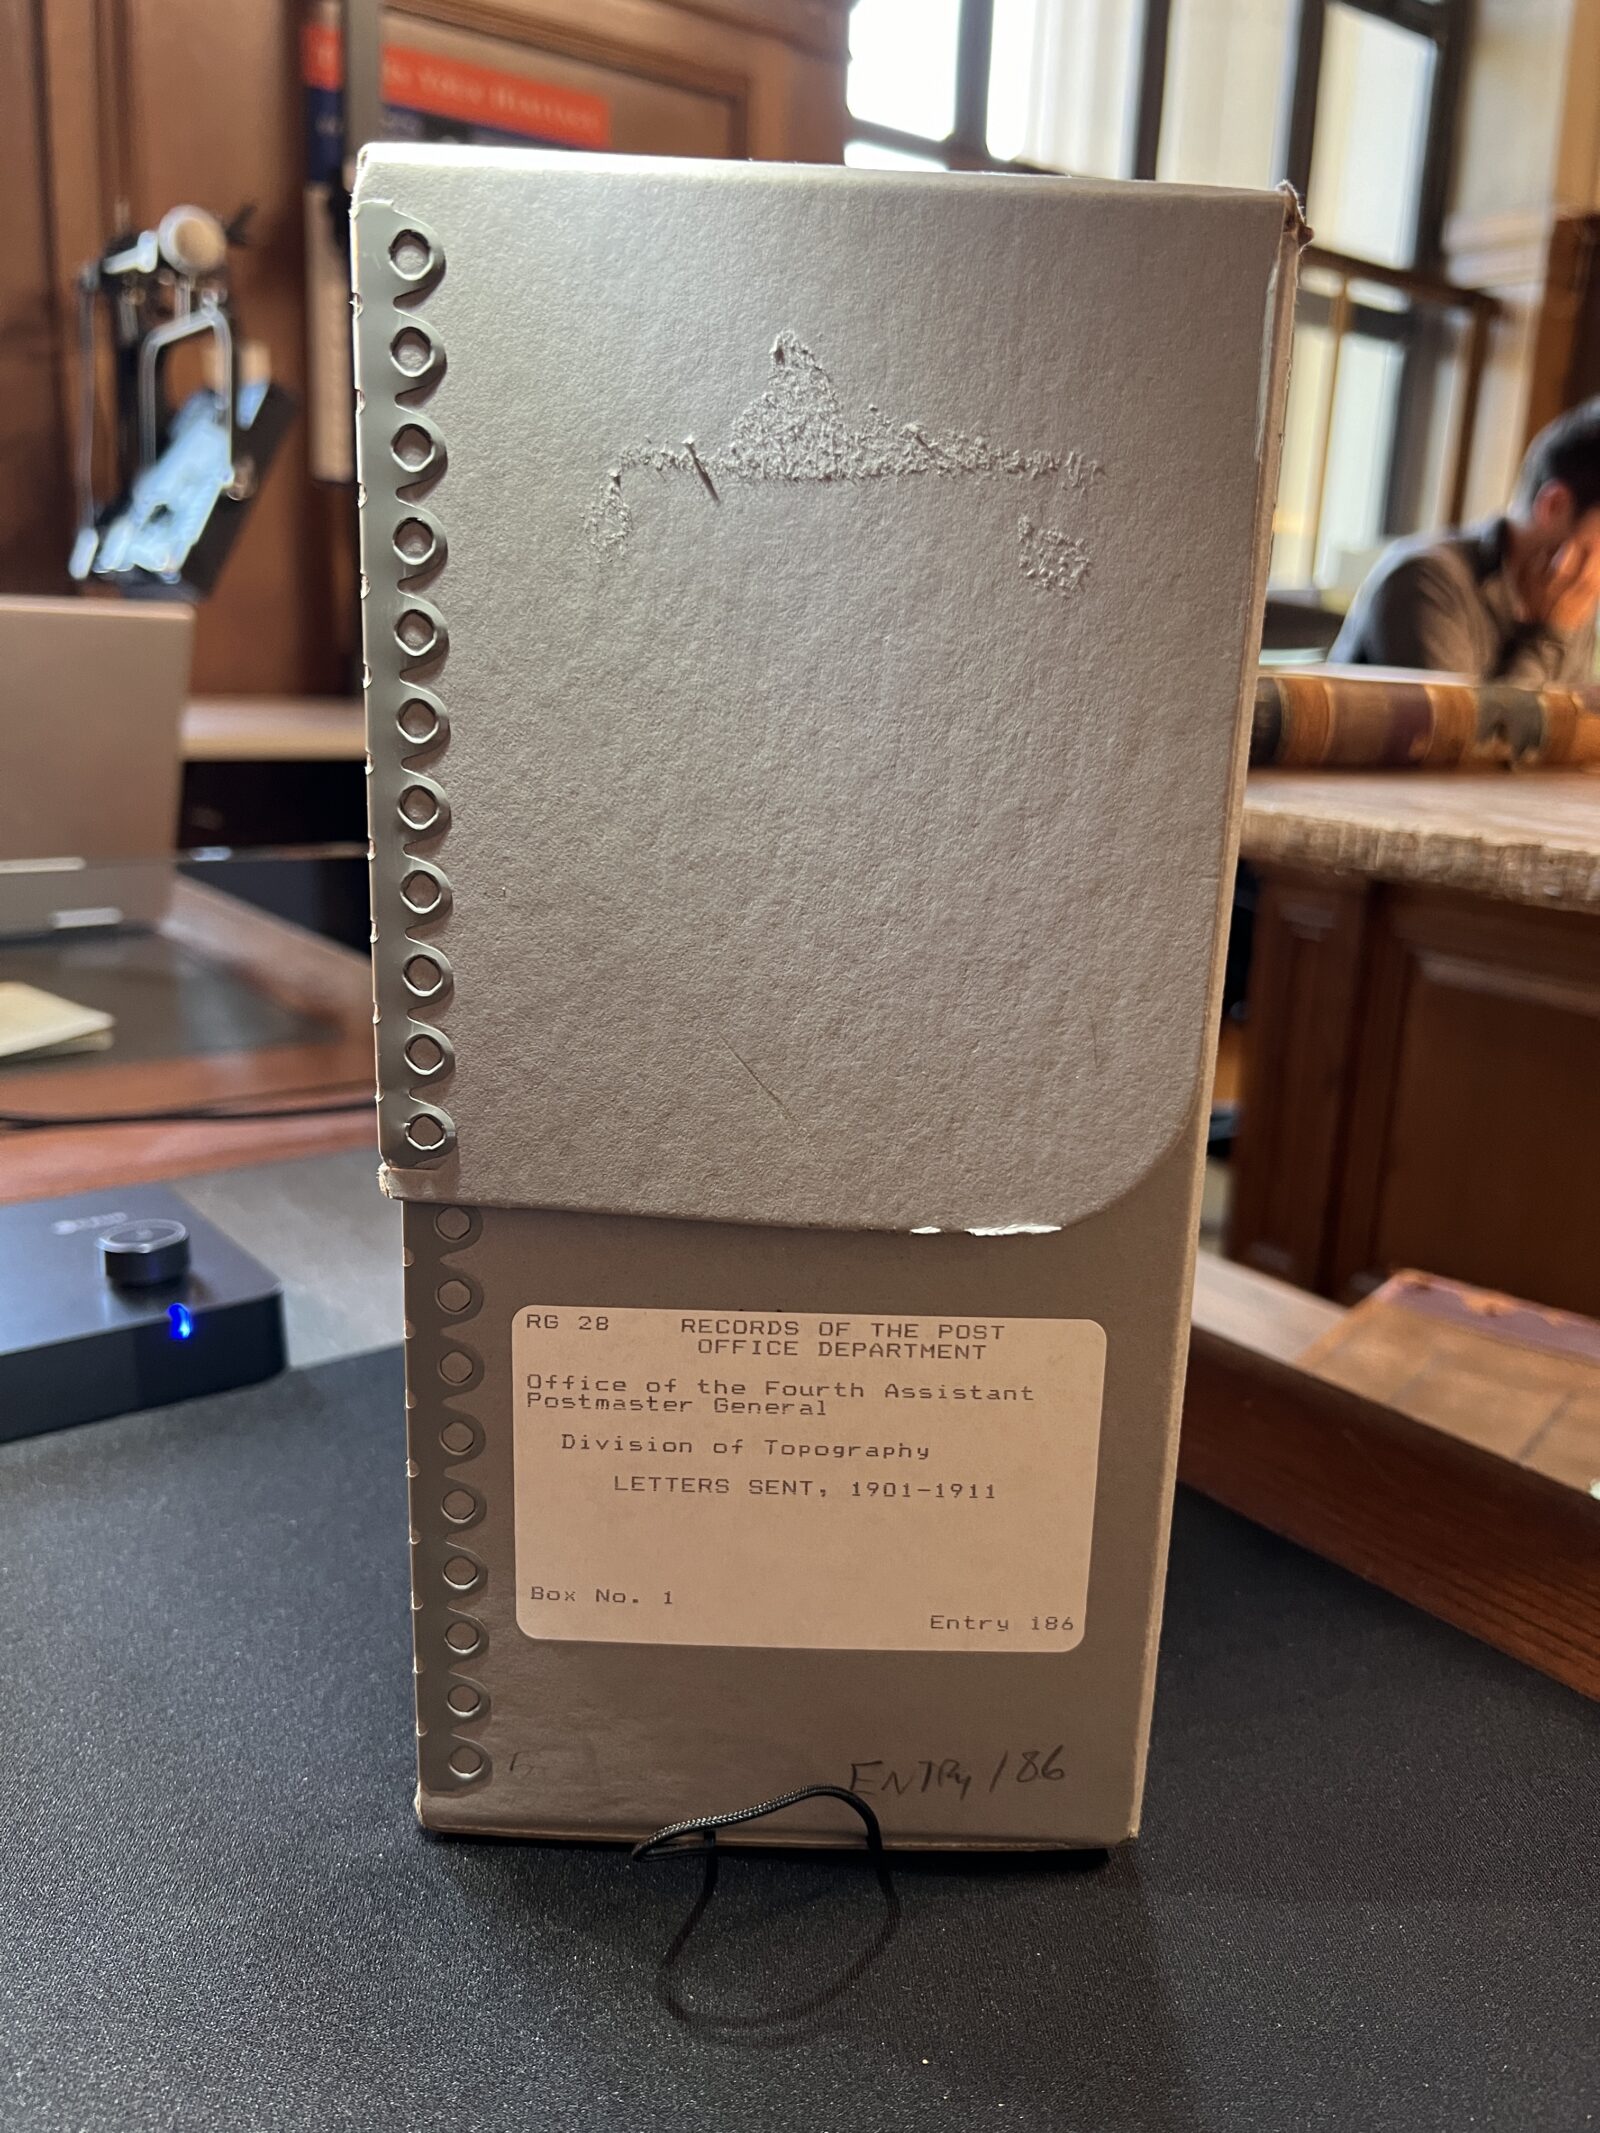 RG 28 RECORDS OF THE POST
OFFICE DEPARTMENT
Office of the Fourth Assistant
Postmaster General
Division of Topography
LETTERS SENT, 1901-1911
Box No. 1
Entry 186
ENTRy 186